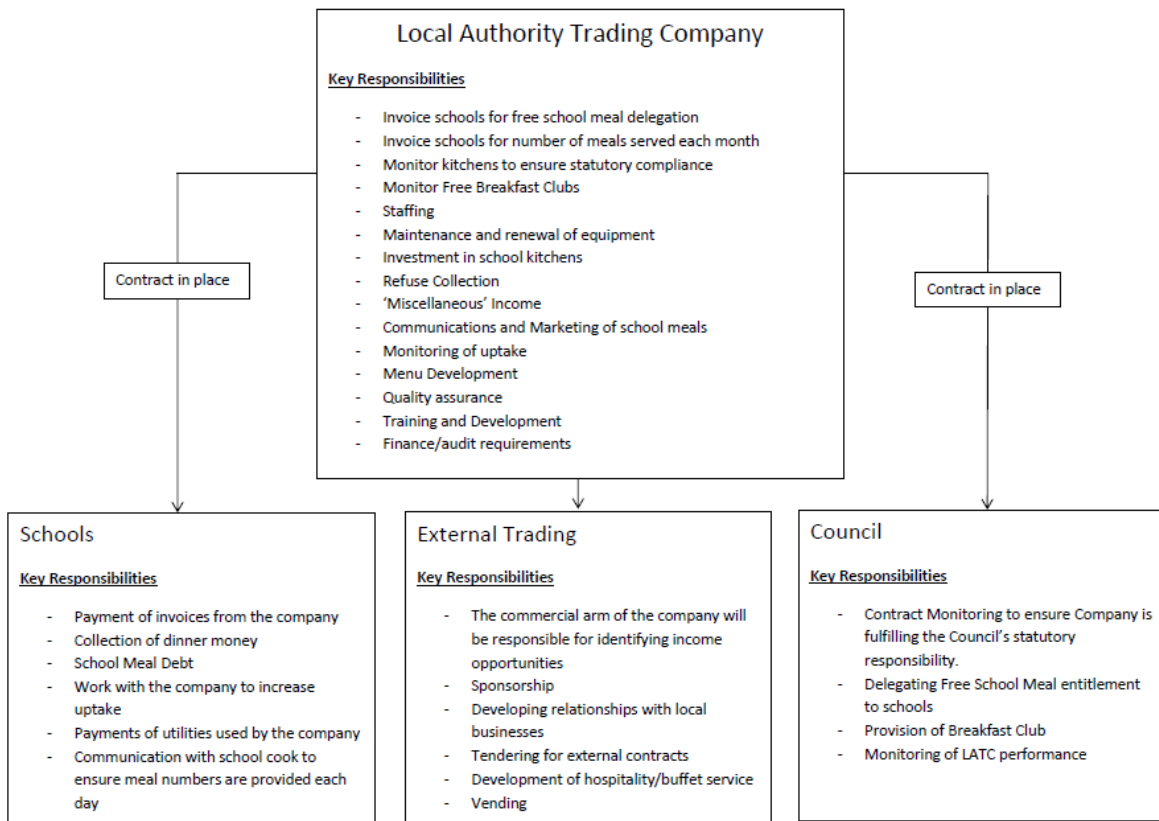 Local Authority Trading Company
Key Responsibilities
- Invoice schools for free school meal delegation
- Invoice schools for number of meals served each month
- Monitor kitchens to ensure statutory compliance
- Monitor Free Breakfast Clubs
- Staffing
- Maintenance and renewal of equipment
- Investment in school kitchens
- Refuse Collection
- ‘Miscellaneous’ Income
- Communications and Marketing of school meals
- Monitoring of uptake
- Menu Development
- Quality assurance
- Training and Development
- Finance/audit requirements
Contract in place
Contract in place
Schools
Key Responsibilities
- Payment of invoices from the company
- Collection of dinner money
- School Meal Debt
- Work with the company to increase
uptake
- Payments of utilities used by the company
- Communication with school cook to
ensure meal numbers are provided each
day
External Trading
Key Responsibilities
- The commercial arm of the company will
be responsible for identifying income
opportunities
- Sponsorship
- Developing relationships with local
businesses
- Tendering for external contracts
- Development of hospitality/buffet service
- Vending
Council
Key Responsibilities
- Contract Monitoring to ensure Company is
fulfilling the Council’s statutory
responsibility.
- Delegating Free School Meal entitlement
to schools
- Provision of Breakfast Club
- Monitoring of LATC performance